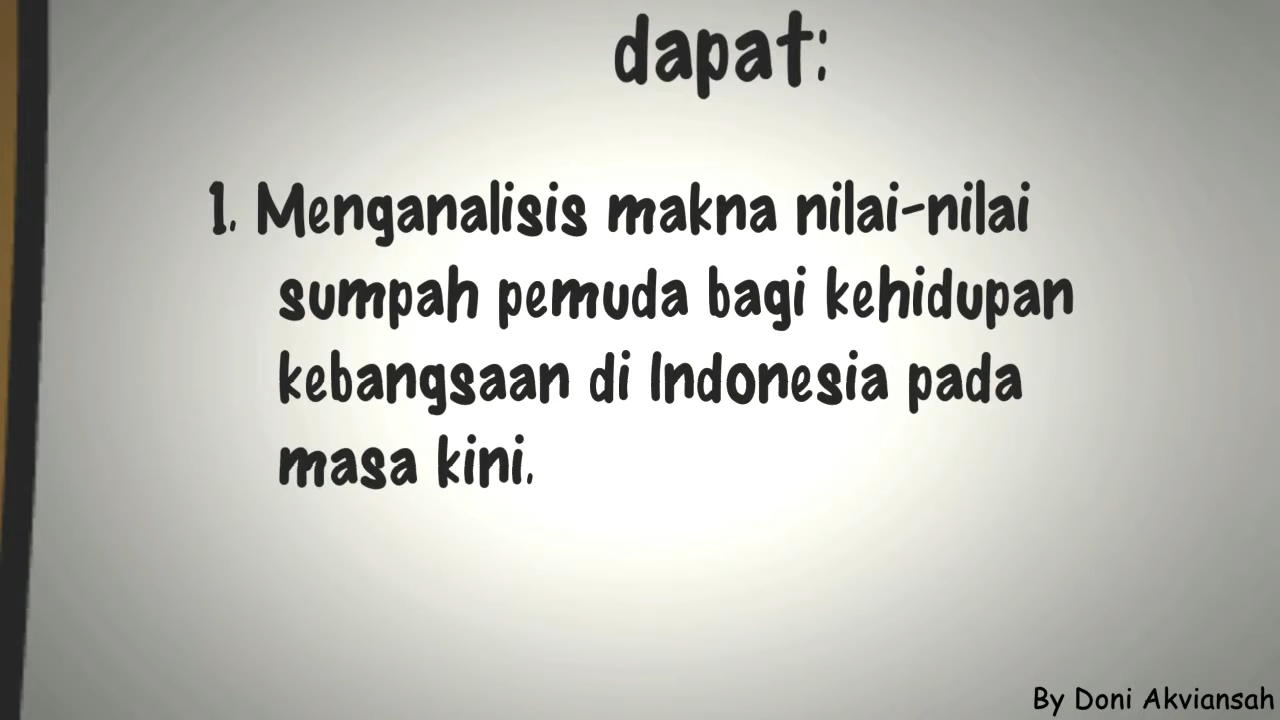 dapat:
1. Menganalisis makna nilai-nilai
sumpah pemuda bagi kehidupan
kebangsaan di Indonesia pada
masa kini.
By Doni Akviansah